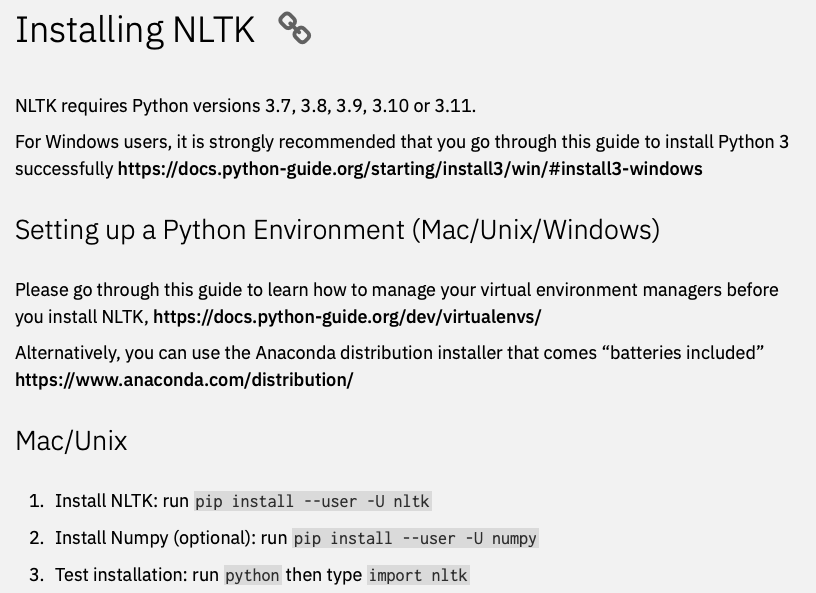 Installing NLTK
NLTK requires Python versions 3.7, 3.8, 3.9, 3.10 or 3.11.
For Windows users, it is strongly recommended that you go through this guide to install Python 3
successfully https://docs.python-guide.org/starting/install3/win/#install3-windows
Setting up a Python Environment (Mac/Unix/Windows)
Please go through this guide to learn how to manage your virtual environment managers before
you install NLTK, https://docs.python-guide.org/dev/virtualenvs/
Alternatively, you can use the Anaconda distribution installer that comes “batteries included”
https://www.anaconda.com/distribution/
Mac/Unix
1. Install NLTK: run pip install --user -U nltk
2. Install Numpy (optional): run pip install --user -U numpy
3. Test installation: run python then type import nltk